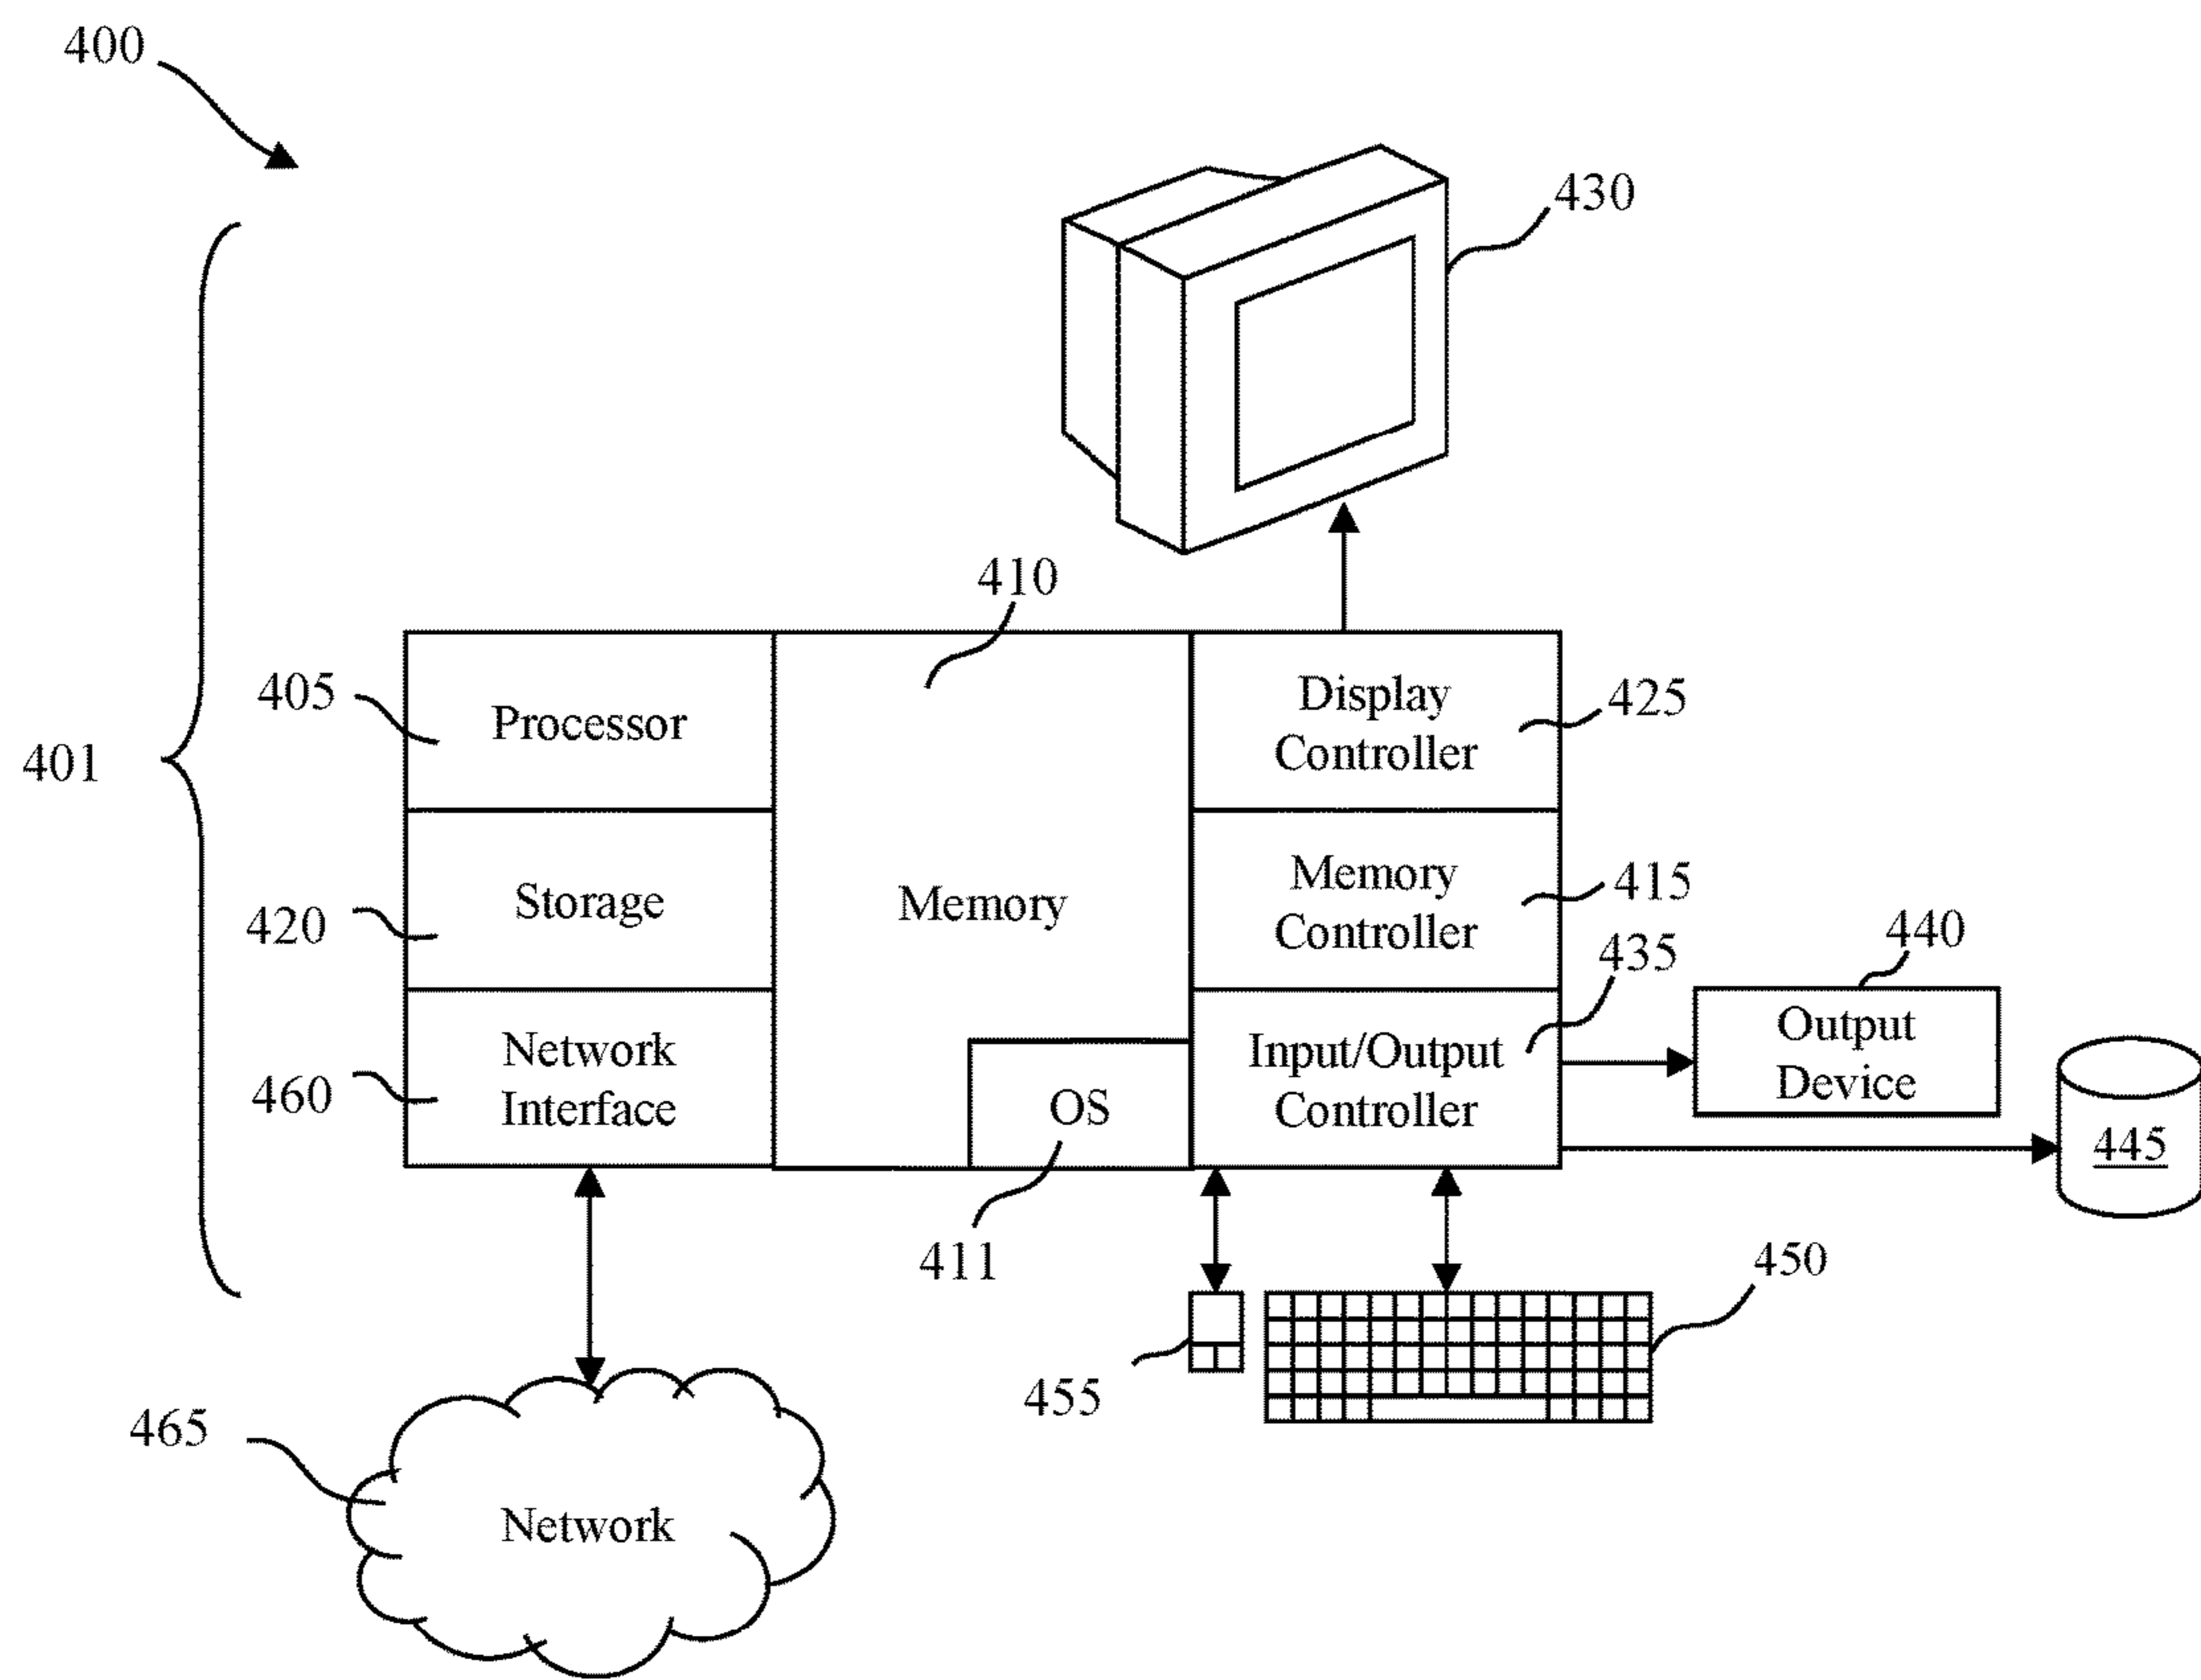 400
430
410
405
Processor
Display
Controller
425
401
420
Storage
Memory
Memory
Controller
415
435
440
Output
Device
460
Network
Interface
OS
Input/Output
Controller
445
411
450
455
465
Network